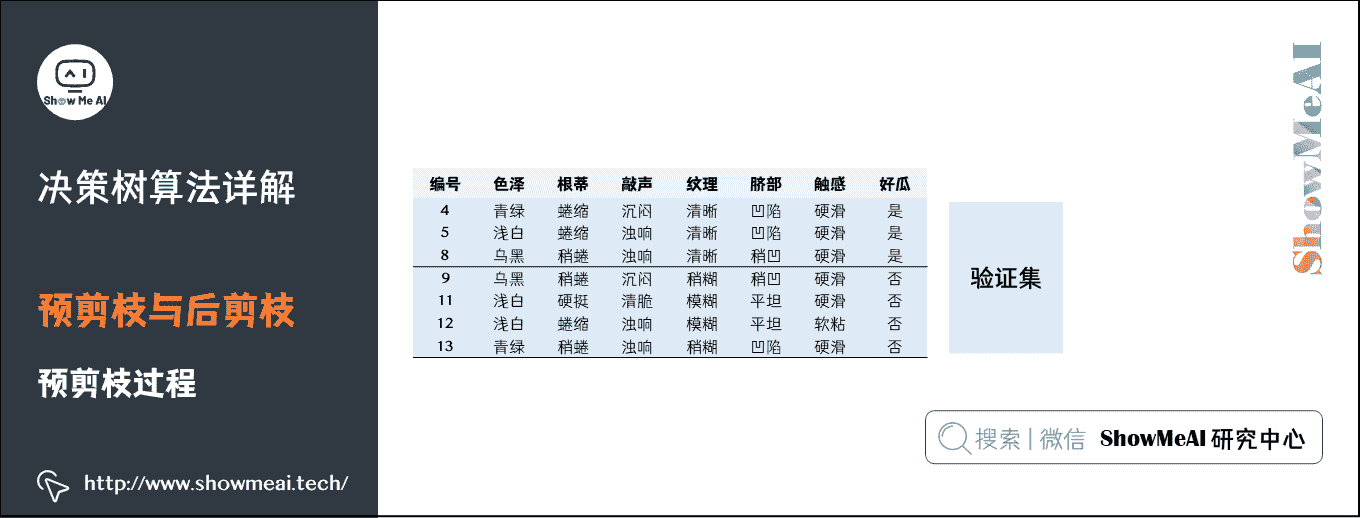 Show Me AI
决策树算法详解
预剪枝与后剪枝
预剪枝过程
http://www.showmeai.tech/
编号 色泽 根蒂 敲声 纹理 脐部 触感 好瓜
4 青绿 蜷缩 沉闷 清晰 凹陷 硬滑 是
5 浅白 蜷缩 浊响 清晰 凹陷 硬滑 是
8 乌黑 稍蜷 浊响 清晰 稍凹 硬滑 是
9 乌黑 稍蜷 沉闷 稍糊 稍凹 硬滑 否
11 浅白 硬挺 清脆 模糊 平坦 硬滑 否
12 浅白 蜷缩 浊响 模糊 平坦 软粘 否
13 青绿 稍蜷 浊响 稍糊 凹陷 硬滑 否
验证集
搜索 | 微信 ShowMeAI 研究中心
ShowMeAI